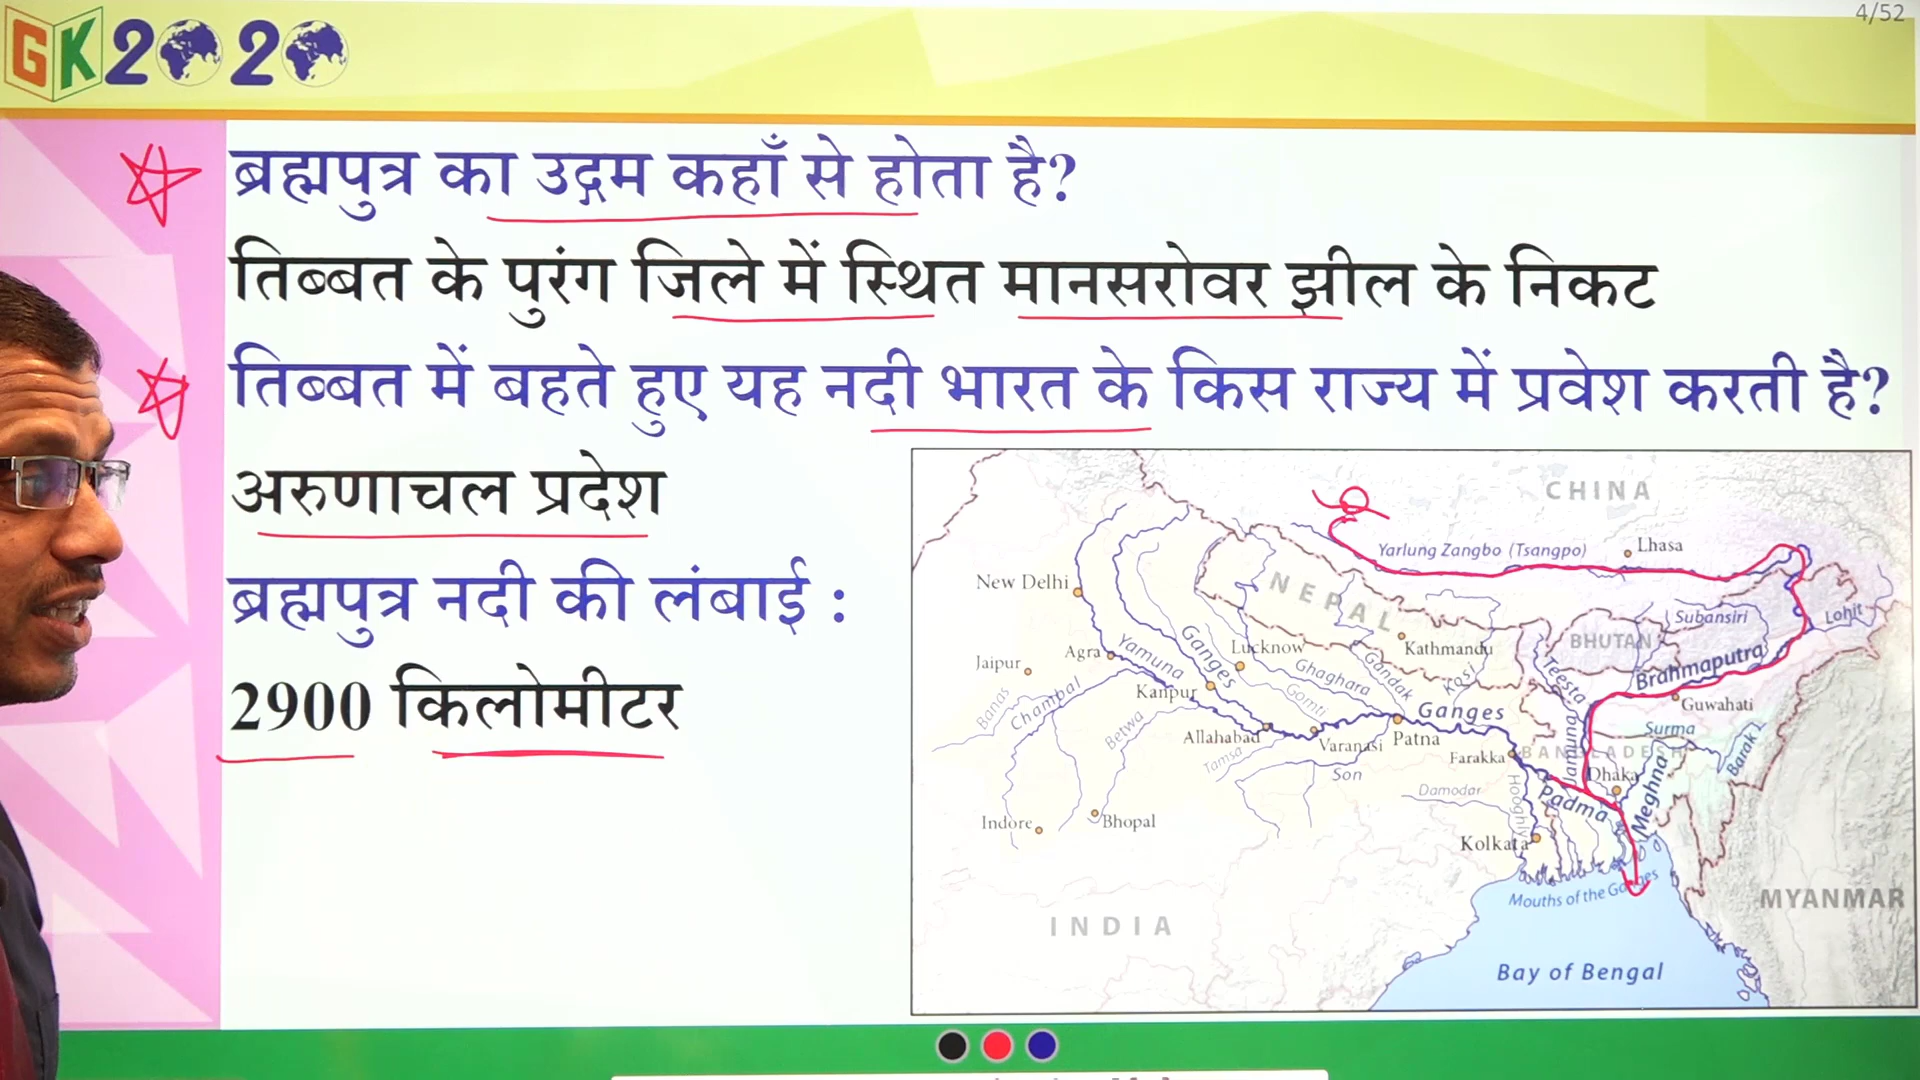 4/52
GK2020
ब्रह्मपुत्र का उद्गम कहाँ से होता है?
तिब्बत के पुरंग जिले में स्थित मानसरोवर झील के निकट
तिब्बत में बहते हुए यह नदी भारत के किस राज्य में प्रवेश करती है?
अरुणाचल प्रदेश
ब्रह्मपुत्र नदी की लंबाई :
2900 किलोमीटर
CHINA
Yarlung Zangbo (Tsangpo)
Lhasa
New Delhi
NEPAL
Subansiri
Lohit
BHUTAN
Agra
Yamuna
Ganges
Lucknow
Kathmandu
Jaipur
Ghaghara
Gandak
Kosi
Teesta
Brahmaputra
Banas
Chambal
Kanpur
Gomti
Ganges
Guwahati
Betwa
Allahabad
Varanasi
Patna
Surma
Tamsa
Farakka
BANGLADESH
Jamuna
Barak
Son
Dhaka
Damodar
Hooghly
Padma
Meghna
Indore
Bhopal
Kolkata
Mouths of the Ganges
MYANMAR
INDIA
Bay of Bengal